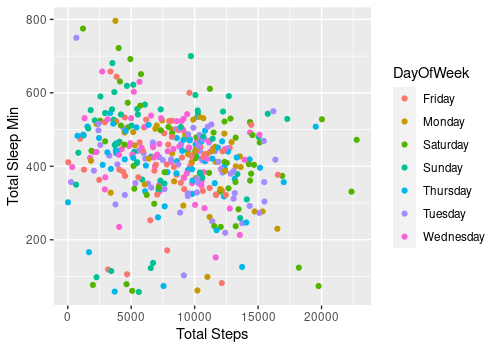 800
600
400
200
Total Sleep Min
0
5000
10000
15000
20000
Total Steps
DayOfWeek
Friday
Monday
Saturday
Sunday
Thursday
Tuesday
Wednesday